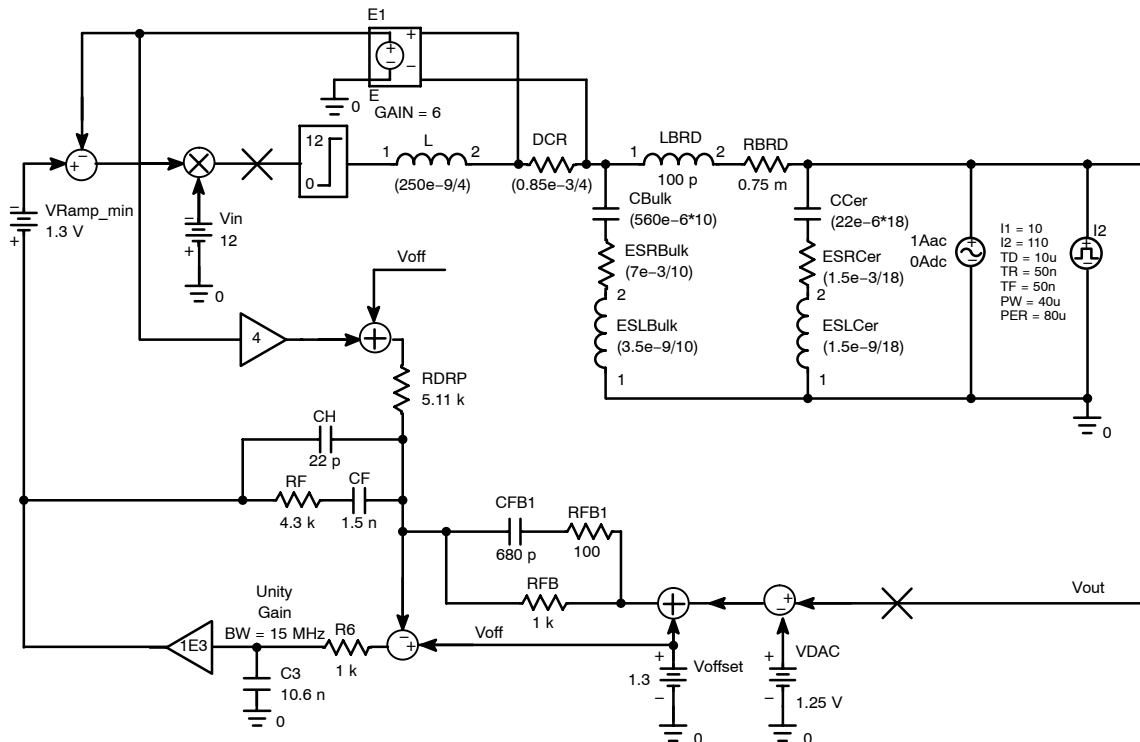 E1
+
−
+
−
E
0
GAIN = 6
−
+
12
0
1 L 2
(250e−9/4)
DCR
(0.85e−3/4)
LBRD
1 2
100 p
RBRD
0.75 m
−
VRamp_min
1.3 V
+
−
Vin
12
+
0
CBulk
(560e−6*10)
ESRBulk
(7e−3/10)
2
ESLBulk
(3.5e−9/10)
1
CCer
(22e−6*18)
ESRCer
(1.5e−3/18)
2
ESLCer
(1.5e−9/18)
1
1Aac
0Adc
+
−
I1 = 10
I2 = 110
TD = 10u
TR = 50n
TF = 50n
PW = 40u
PER = 80u
I2
+
−
0
Voff
4
+
RDRP
5.11 k
CH
22 p
RF
4.3 k
CF
1.5 n
CFB1
680 p
RFB1
100
RFB
1 k
Vout
+
−
+
Unity
Gain
BW = 15 MHz
1E3
R6
1 k
−
+
Voff
C3
10.6 n
0
+
1.3
−
Voffset
0
+
−
VDAC
1.25 V
0